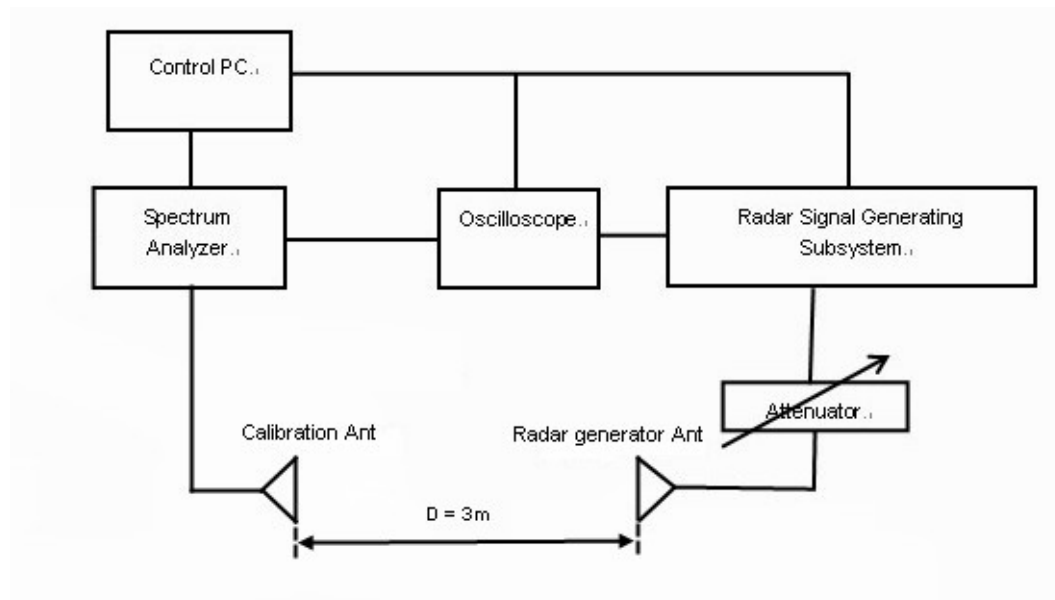 Control PC
Spectrum
Analyzer
Oscilloscope
Radar Signal Generating
Subsystem
Attenuator
Calibration Ant
Radar generator Ant
D = 3m